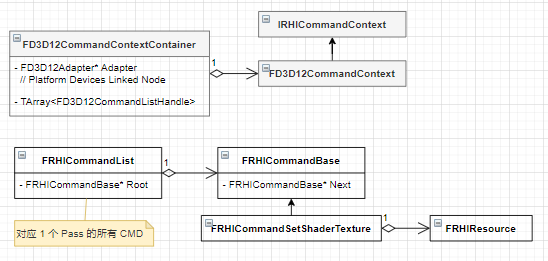 IRHICommandContext
FD3D12CommandContextContainer
- FD3D12Adapter* Adapter
// Platform Devices Linked Node
- TArray<FD3D12CommandListHandle>
1
FD3D12CommandContext
FRHICommandList
- FRHICommandBase* Root
1
FRHICommandBase
- FRHICommandBase* Next
对应 1 个 Pass 的所有 CMD
FRHICommandSetShaderTexture
1
FRHIResource